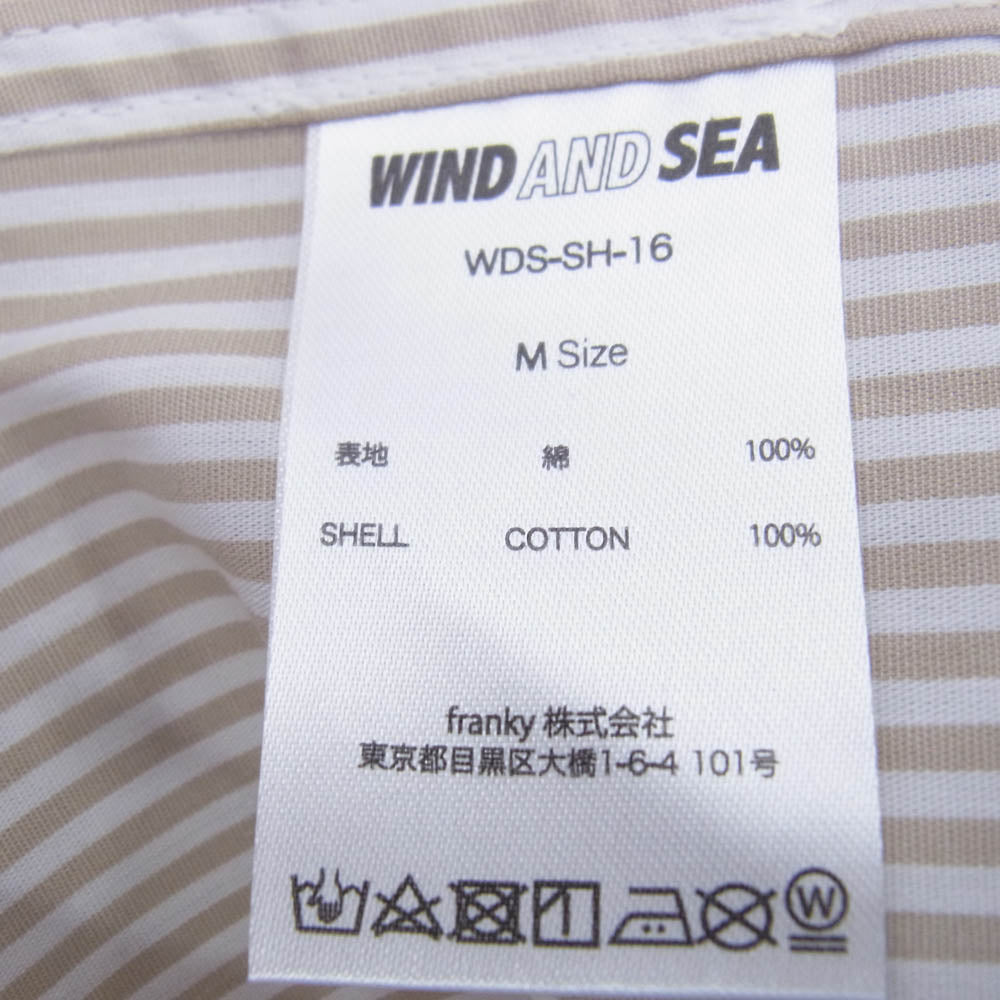 WIND AND SEA
WDS-SH-16
M Size
表地 綿 100%
SHELL COTTON 100%
franky 株式会社
東京都目黒区大橋1-6-4 101号
W